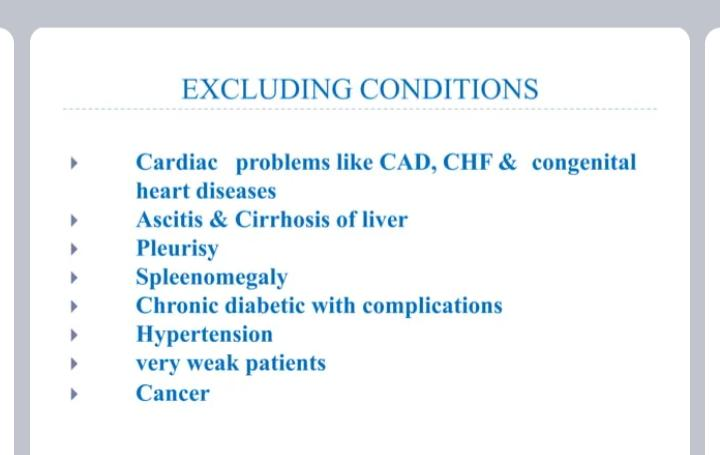 EXCLUDING CONDITIONS
Cardiac problems like CAD, CHF & congenital
heart diseases
Ascitis & Cirrhosis of liver
Pleurisy
Spleenomegaly
Chronic diabetic with complications
Hypertension
very weak patients
Cancer